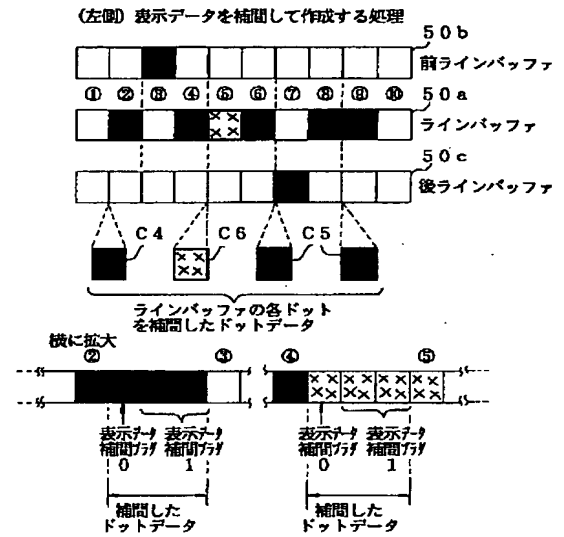 (左側)表示データを補間して作成する処理
50b
前ラインバッファ
① ② ③ ④ ⑤ ⑥ ⑦ ⑧ ⑨ ⑩
50a
ラインバッファ
50c
後ラインバッファ
C4 C6 C5
ラインバッファの各ドット
を補間したドットデータ
横に拡大
② ③ ④ ⑤
表示データ 表示データ 表示データ 表示データ
補間フラグ 補間フラグ 補間フラグ 補間フラグ
0 1 0 1
補間した 補間した
ドットデータ ドットデータ